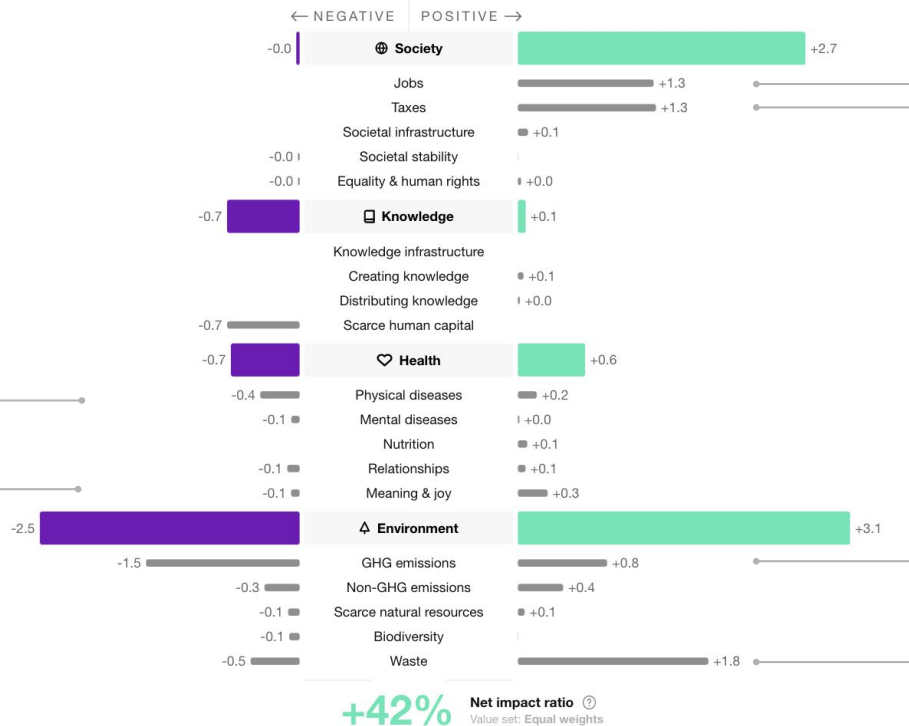 ← NEGATIVE POSITIVE →
-0.0 Society +2.7
Jobs +1.3
Taxes +1.3
Societal infrastructure +0.1
-0.0 Societal stability
-0.0 Equality & human rights +0.0
-0.7 Knowledge +0.1
Knowledge infrastructure
Creating knowledge +0.1
Distributing knowledge +0.0
-0.7 Scarce human capital
-0.7 Health +0.6
-0.4 Physical diseases +0.2
-0.1 Mental diseases +0.0
Nutrition +0.1
-0.1 Relationships +0.1
-0.1 Meaning & joy +0.3
-2.5 Environment +3.1
-1.5 GHG emissions +0.8
-0.3 Non-GHG emissions +0.4
-0.1 Scarce natural resources +0.1
-0.1 Biodiversity
-0.5 Waste +1.8
+42% Net impact ratio ?
Value set: Equal weights